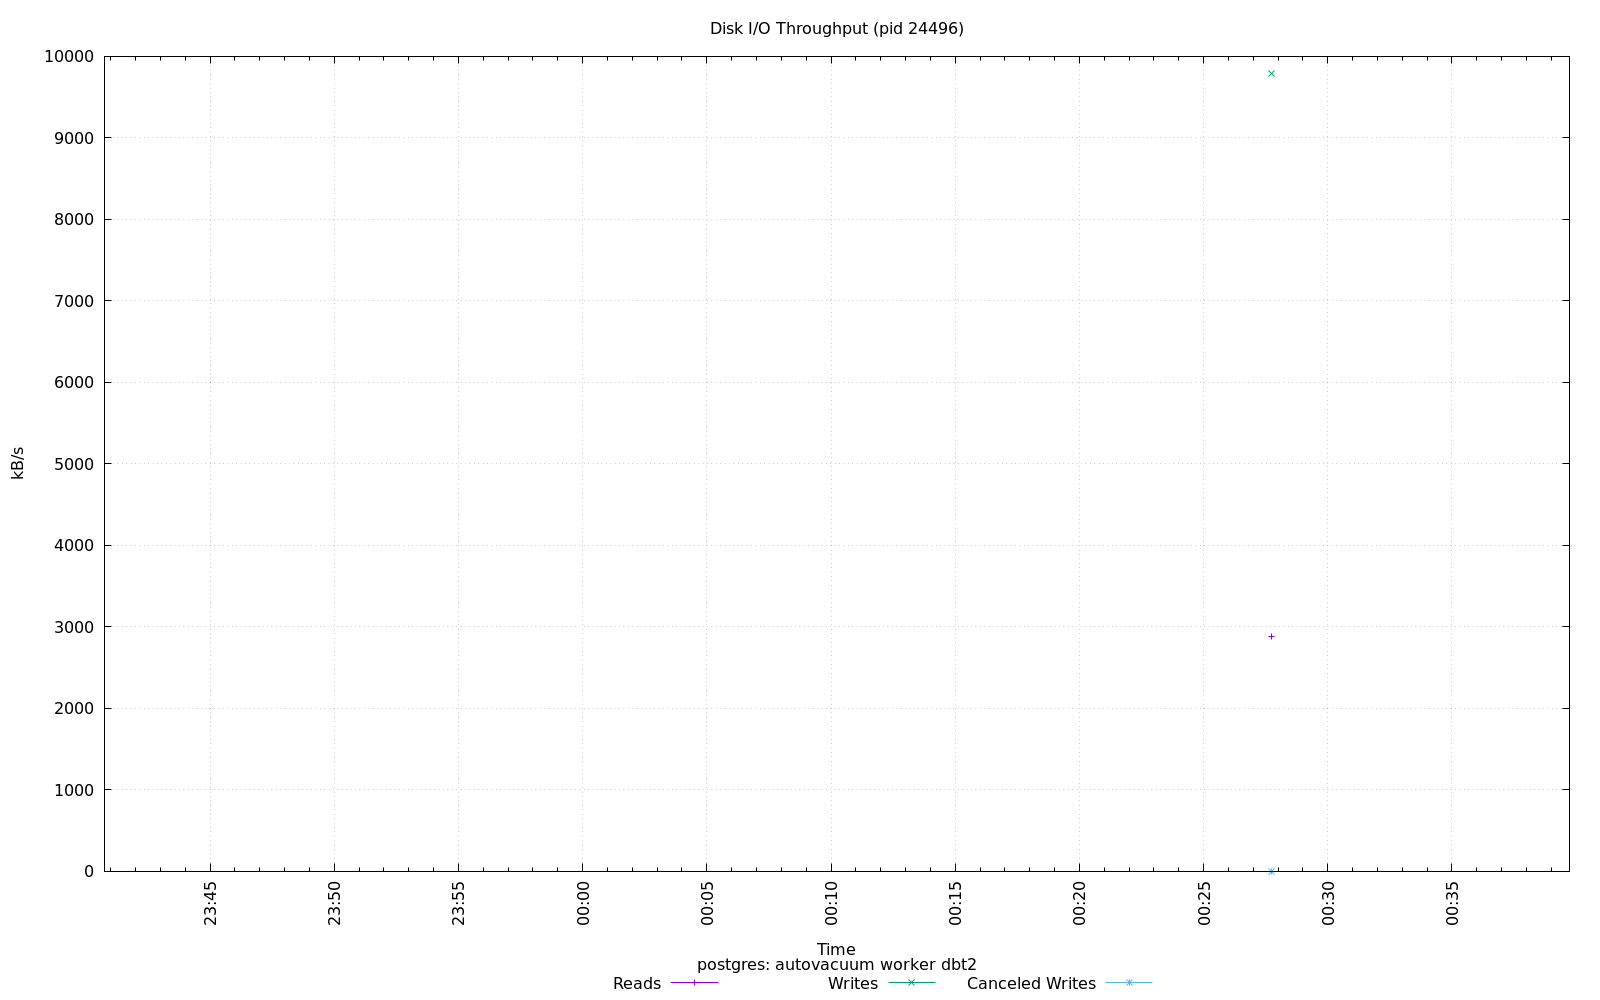 Disk I/O Throughput (pid 24496)
10000
9000
8000
7000
6000
5000
4000
3000
2000
1000
0
kB/s
23:45 23:50 23:55 00:00 00:05 00:10 00:15 00:20 00:25 00:30 00:35
Time
postgres: autovacuum worker dbt2
Reads Writes Canceled Writes